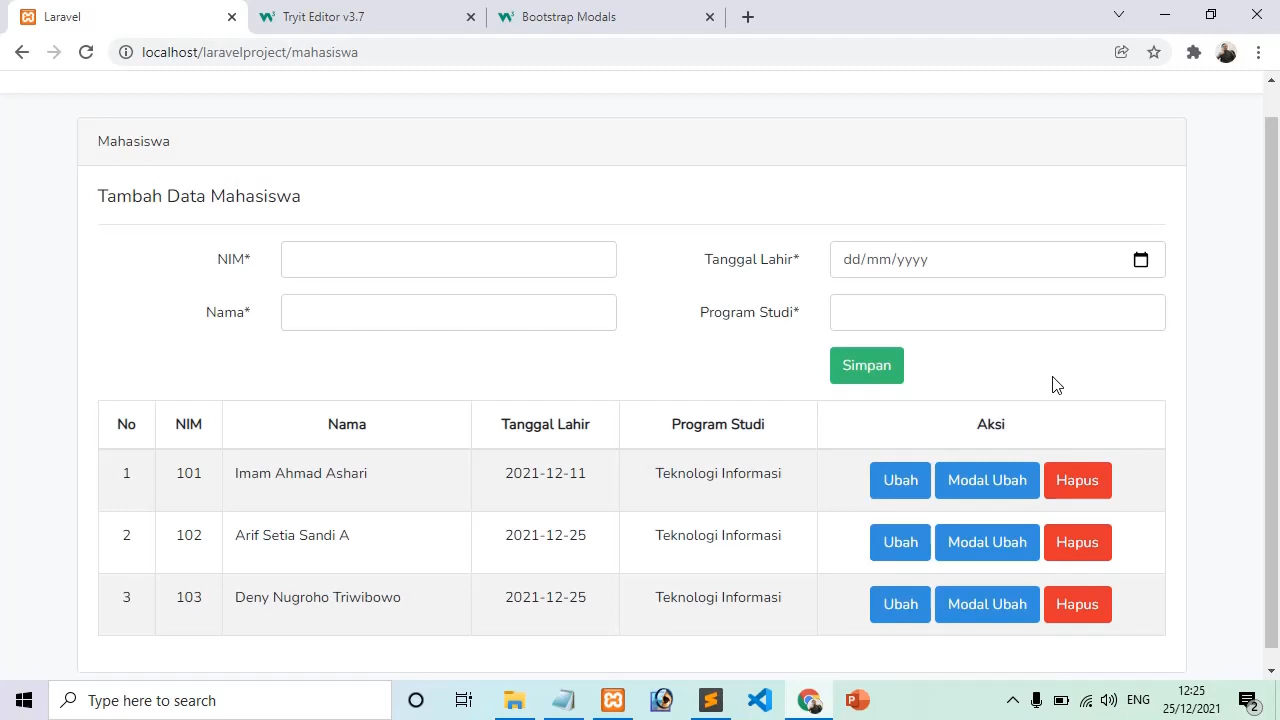 Laravel
Tryit Editor v3.7
Bootstrap Modals
localhost/laravelproject/mahasiswa
Mahasiswa
Tambah Data Mahasiswa
NIM*
Tanggal Lahir* dd/mm/yyyy
Nama*
Program Studi*
Simpan
No NIM Nama Tanggal Lahir Program Studi Aksi
1 101 Imam Ahmad Ashari 2021-12-11 Teknologi Informasi Ubah Modal Ubah Hapus
2 102 Arif Setia Sandi A 2021-12-25 Teknologi Informasi Ubah Modal Ubah Hapus
3 103 Deny Nugroho Triwibowo 2021-12-25 Teknologi Informasi Ubah Modal Ubah Hapus
Type here to search
ENG
12:25
25/12/2021
2